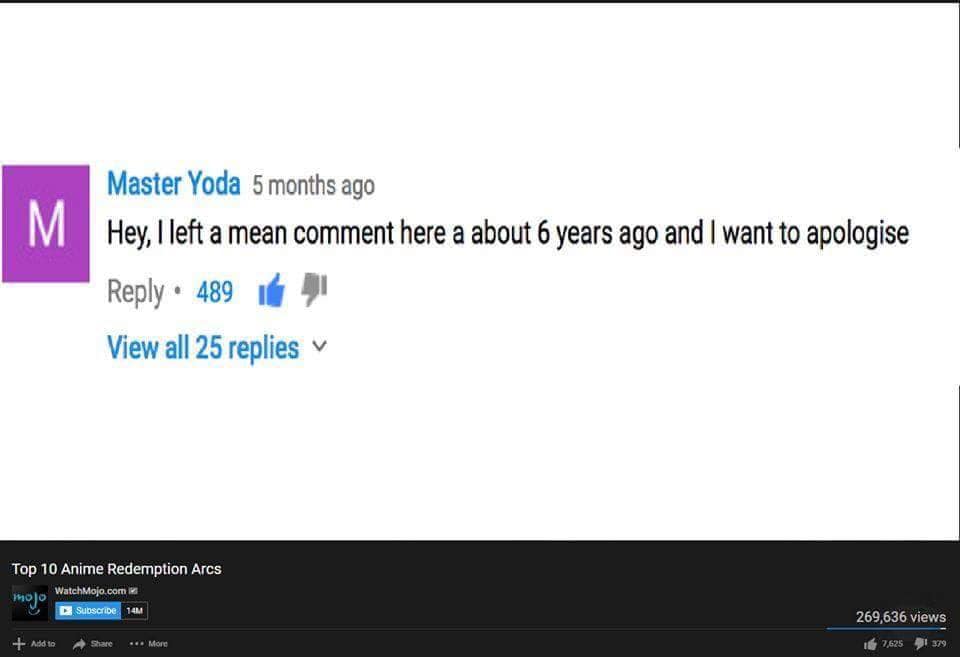 M
Master Yoda 5 months ago
Hey, I left a mean comment here a about 6 years ago and I want to apologise
Reply • 489
View all 25 replies
Top 10 Anime Redemption Arcs
mojo
WatchMojo.com
Subscribe 14M
269,636 views
+ Add to Share ••• More
7,625 379